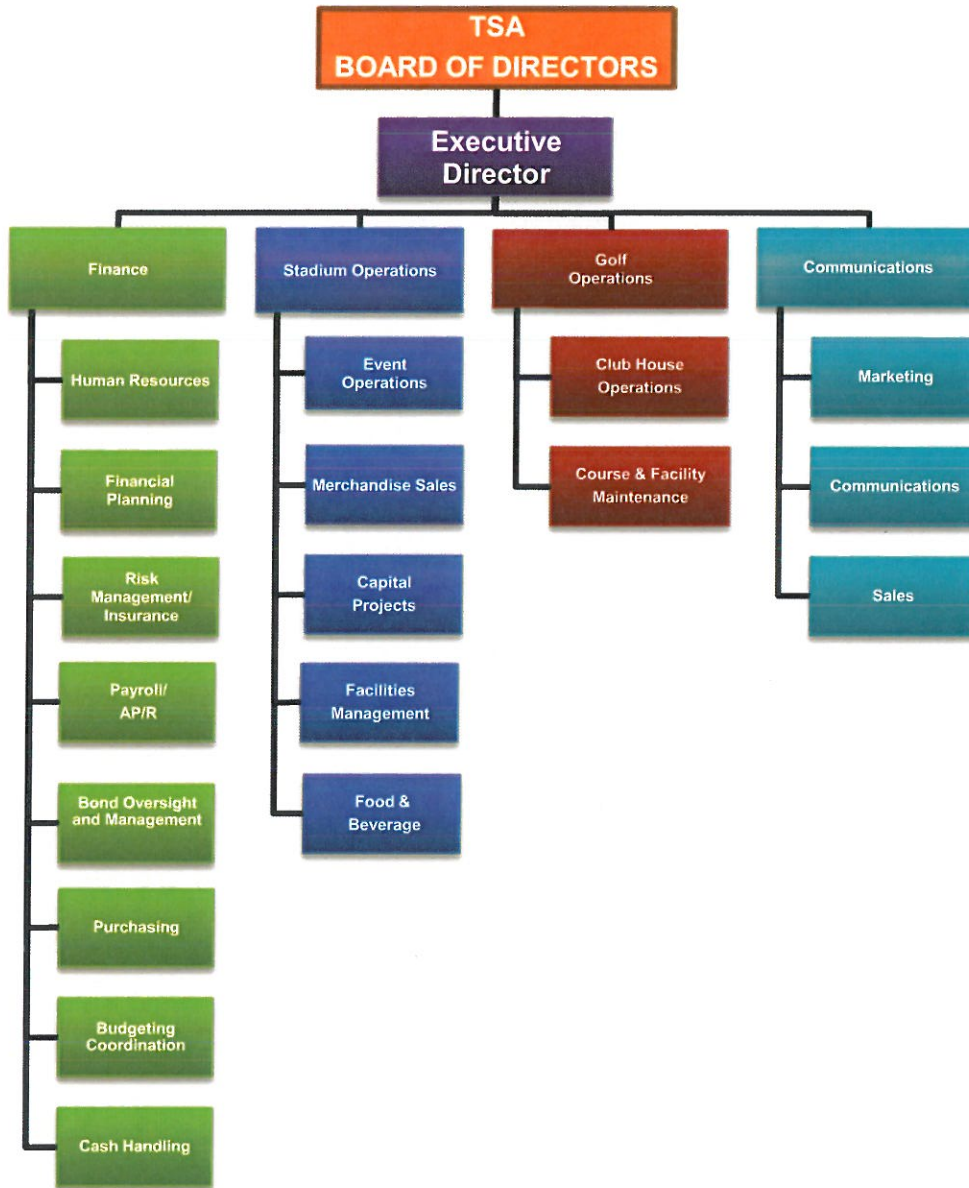 TSA
BOARD OF DIRECTORS
Executive
Director
Finance
Stadium Operations
Golf
Operations
Communications
Human Resources
Financial
Planning
Risk
Management/
Insurance
Payroll/
AP/R
Bond Oversight
and Management
Purchasing
Budgeting
Coordination
Cash Handling
Event
Operations
Merchandise Sales
Capital
Projects
Facilities
Management
Food &
Beverage
Club House
Operations
Course & Facility
Maintenance
Marketing
Communications
Sales